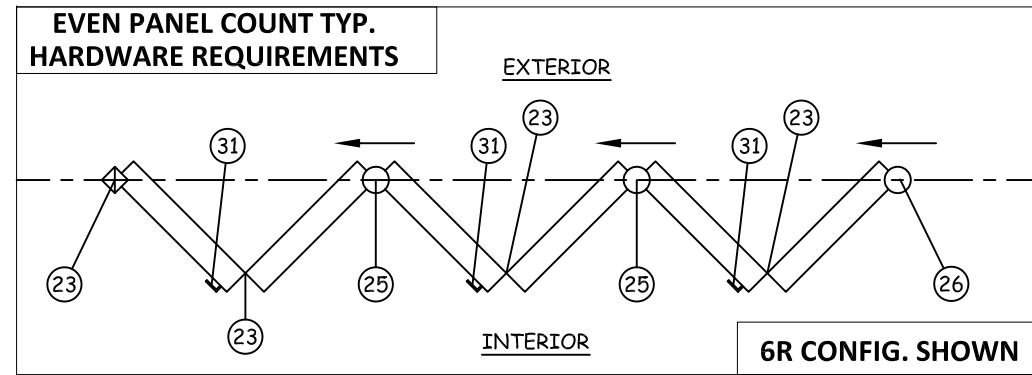 EVEN PANEL COUNT TYP.
HARDWARE REQUIREMENTS
EXTERIOR
31
31
23
31
23
23
23
25
25
26
INTERIOR
6R CONFIG. SHOWN